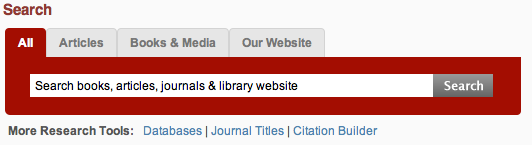 Search
All Articles Books & Media Our Website
Search books, articles, journals & library website Search
More Research Tools: Databases | Journal Titles | Citation Builder